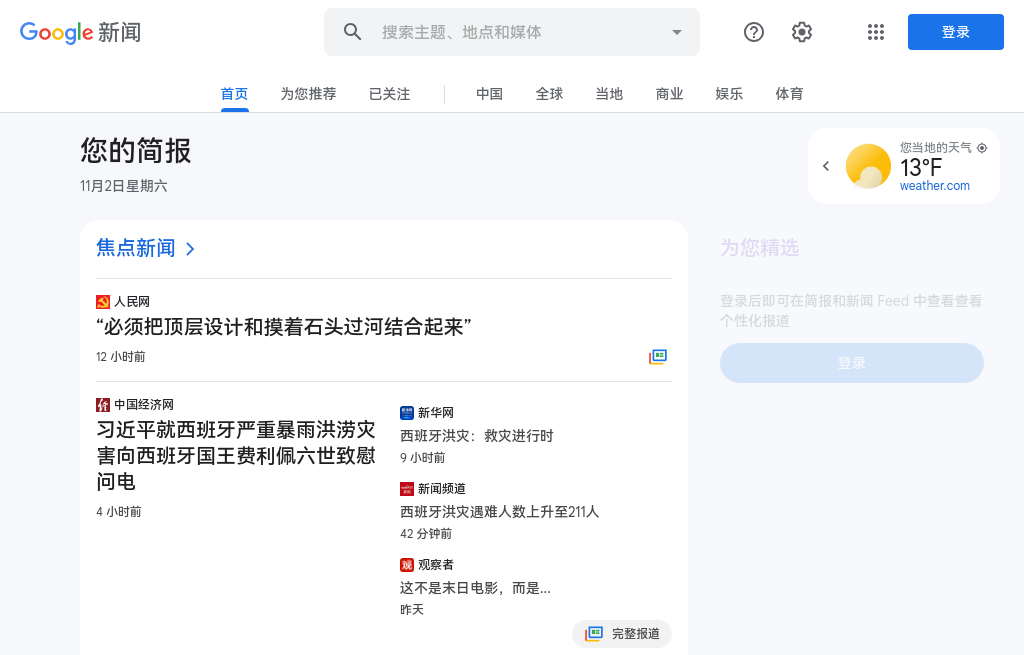 Google 新闻
搜索主题、地点和媒体
登录
首页
为您推荐
已关注
中国
全球
当地
商业
娱乐
体育
您的简报
11月2日星期六
您当地的天气
13°F
weather.com
焦点新闻
人民网
“必须把顶层设计和摸着石头过河结合起来”
12 小时前
中国经济网
习近平就西班牙严重暴雨洪涝灾
害向西班牙国王费利佩六世致慰
问电
4 小时前
新华网
西班牙洪灾：救灾进行时
9 小时前
新闻频道
西班牙洪灾遇难人数上升至211人
42 分钟前
观察者
这不是末日电影，而是...
昨天
完整报道
为您精选
登录后即可在简报和新闻 Feed 中查看查看
个性化报道
登录